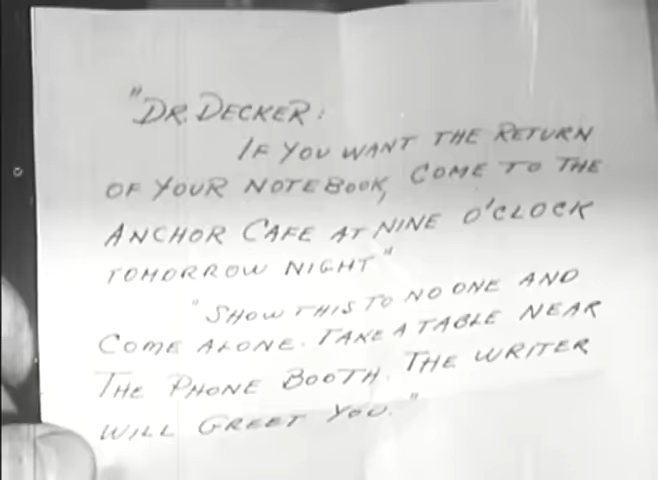 "DR. DECKER:
IF YOU WANT THE RETURN
OF YOUR NOTEBOOK, COME TO THE
ANCHOR CAFE AT NINE O'CLOCK
TOMORROW NIGHT"
"SHOW THIS TO NO ONE AND
COME ALONE. TAKE A TABLE NEAR
THE PHONE BOOTH. THE WRITER
WILL GREET YOU."